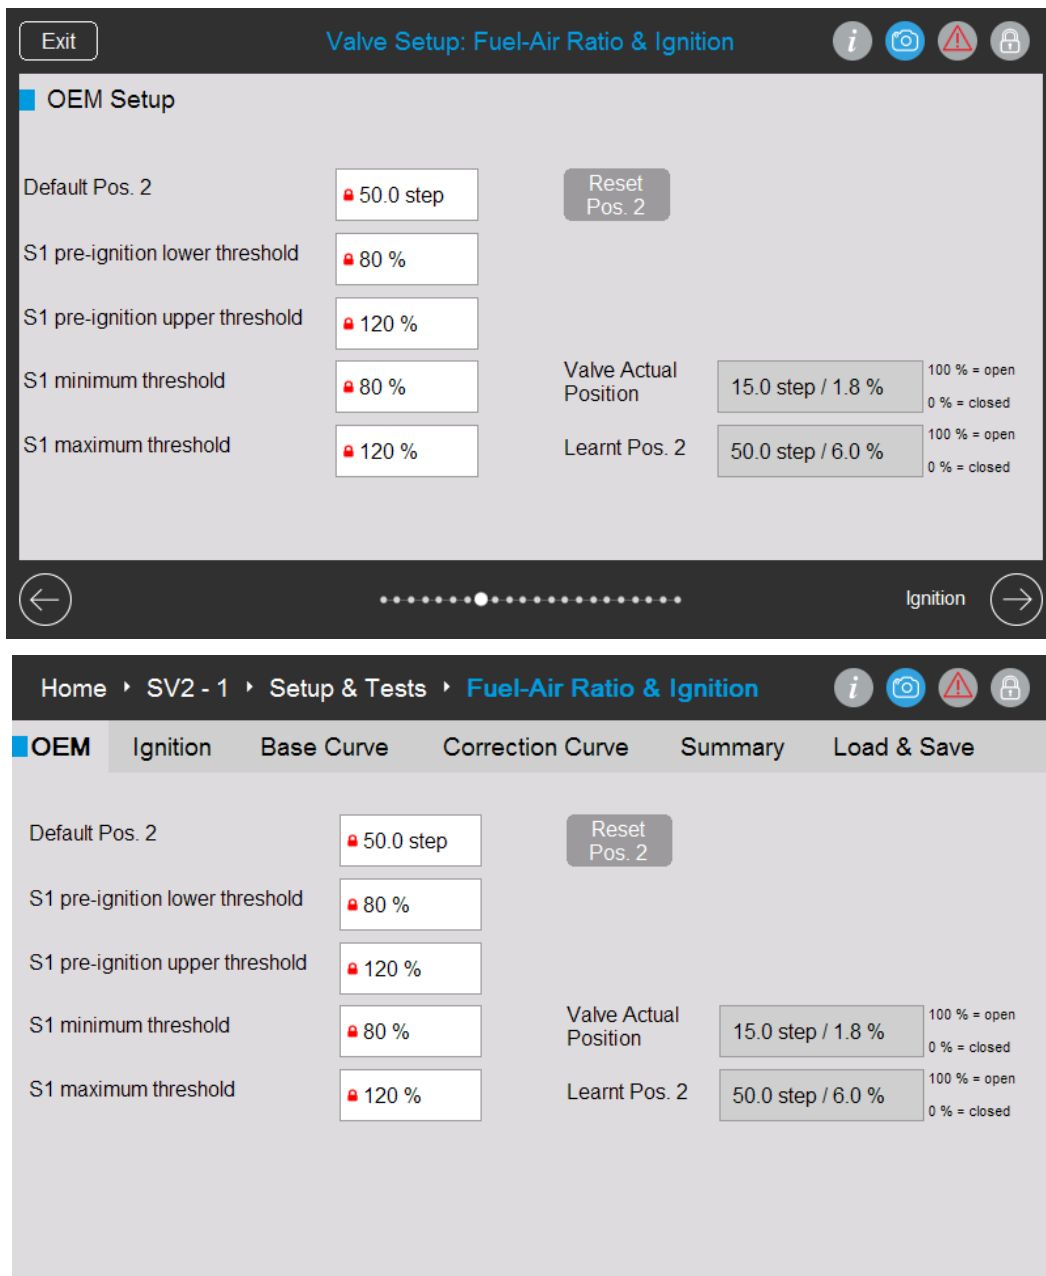 Exit
Valve Setup: Fuel-Air Ratio & Ignition
i
OEM Setup
Default Pos. 2
50.0 step
Reset
Pos. 2
S1 pre-ignition lower threshold
80 %
S1 pre-ignition upper threshold
120 %
S1 minimum threshold
80 %
Valve Actual
Position
15.0 step / 1.8 %
100 % = open
0 % = closed
S1 maximum threshold
120 %
Learnt Pos. 2
50.0 step / 6.0 %
100 % = open
0 % = closed
Ignition
Home ‣ SV2 - 1 ‣ Setup & Tests ‣ Fuel-Air Ratio & Ignition
i
OEM Ignition Base Curve Correction Curve Summary Load & Save
Default Pos. 2
50.0 step
Reset
Pos. 2
S1 pre-ignition lower threshold
80 %
S1 pre-ignition upper threshold
120 %
S1 minimum threshold
80 %
Valve Actual
Position
15.0 step / 1.8 %
100 % = open
0 % = closed
S1 maximum threshold
120 %
Learnt Pos. 2
50.0 step / 6.0 %
100 % = open
0 % = closed